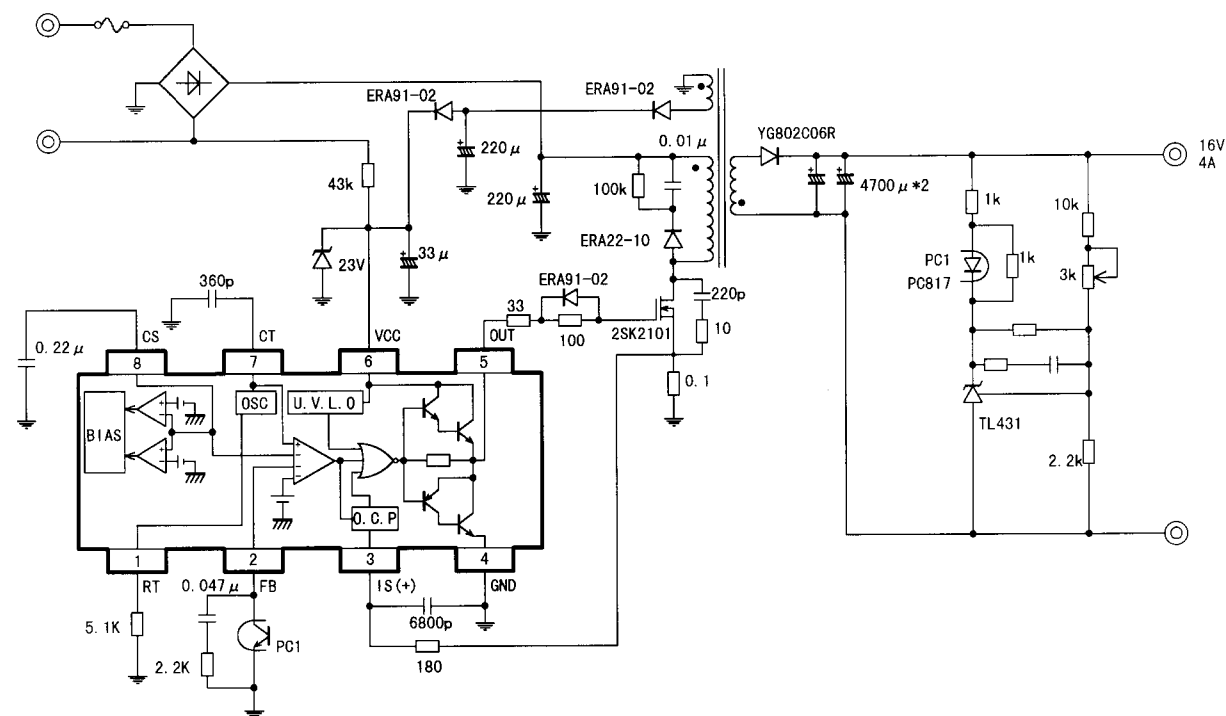 ERA91-02
ERA91-02
YG802C06R
16V
4A
220μ
0.01μ
43k
220μ
100k
4700μ*2
1k
10k
ERA22-10
23V
33μ
PC1
PC817
1k
3k
360p
ERA91-02
220p
33
100
2SK2101
10
0.22μ
CS
CT
VCC
OUT
8
7
6
5
0.1
TL431
OSC
U.V.L.O
BIAS
2.2k
O.C.P
1
2
3
4
RT
0.047μ
FB
IS(+)
GND
6800p
5.1K
PC1
2.2K
180